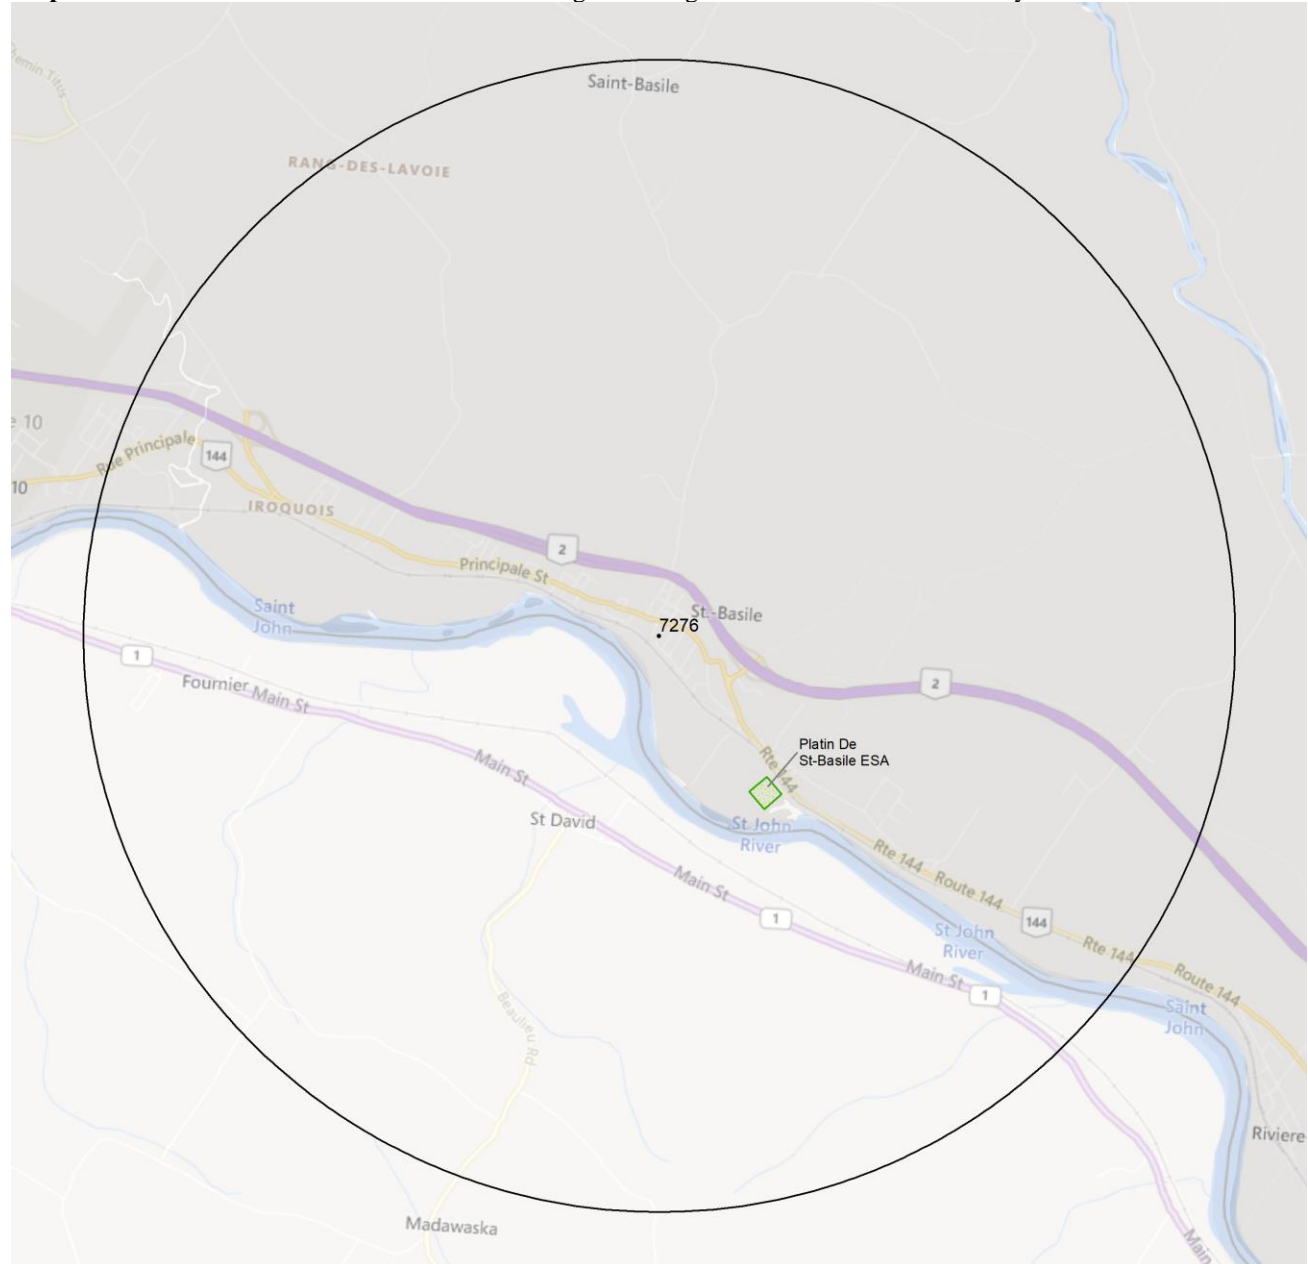 Chemin Titus
Saint-Basile
RANG-DES-LAVOIE
10
Rue Principale
144
10
IROQUOIS
2
Principale St
Saint
John
St.-Basile
7276
1
Fournier
Main St
2
Main St
Platin De
St-Basile ESA
Rte 144
St David
St John
River
Rte 144
Route 144
Main St
1
144
St John
River
Rte 144
Main St
Route 144
1
Saint
John
Beaulieu Rd
Riviere
Madawaska
Main